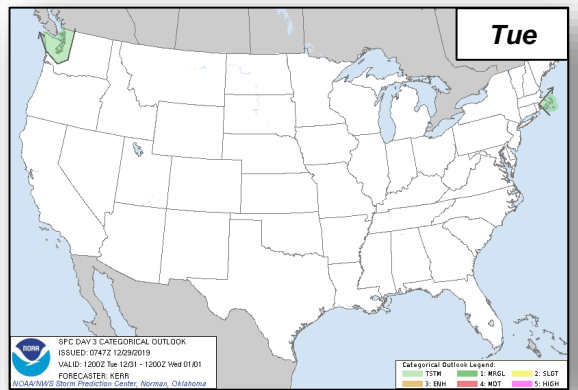 Tue
NOAA
SPC DAY 3 CATEGORICAL OUTLOOK
ISSUED: 0747Z 12/29/2019
VALID: 1200Z Tue 12/31 - 1200Z Wed 01/01
FORECASTER: KERR
NOAA/NWS Storm Prediction Center, Norman, Oklahoma
Categorical Outlook Legend:
TSTM 1: MRGL 2: SLGT
3: ENH 4: MDT 5: HIGH